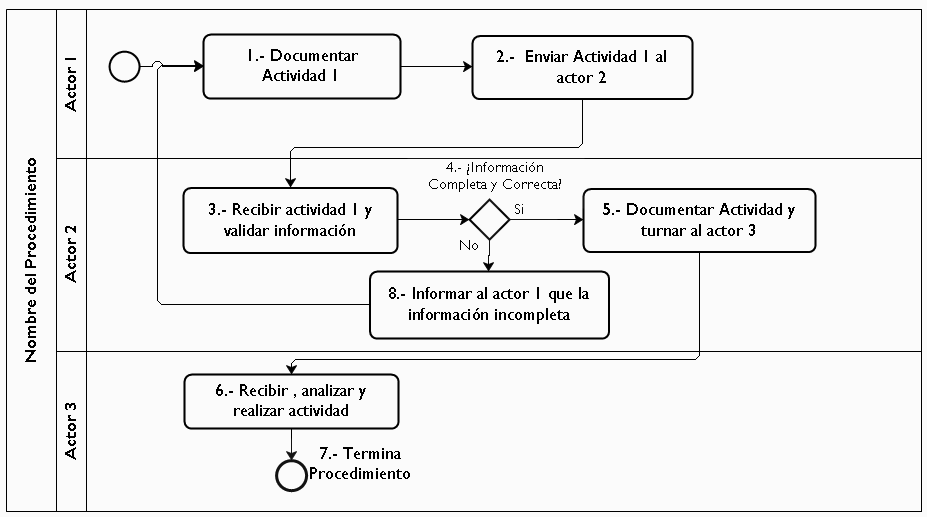 Nombre del Procedimiento
Actor 1
1.- Documentar
Actividad 1
2.- Enviar Actividad 1 al
actor 2
Actor 2
3.- Recibir actividad 1 y
validar información
4.- ¿Información
Completa y Correcta?
Si
No
5.- Documentar Actividad y
turnar al actor 3
8.- Informar al actor 1 que la
información incompleta
Actor 3
6.- Recibir , analizar y
realizar actividad
7.- Termina
Procedimiento